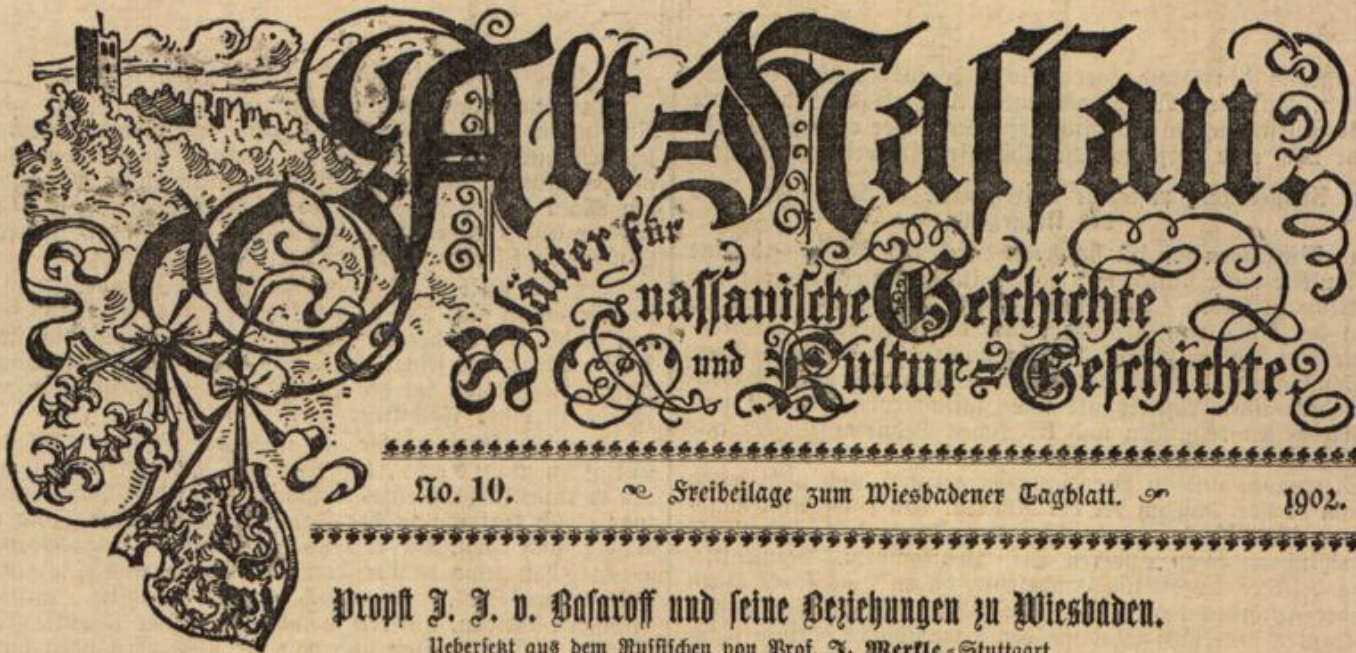 Alt-Nassau.
Blätter für
nassauische Geschichte
und Kultur-Geschichte
No. 10.
Freibeilage zum Wiesbadener Tagblatt.
1902.
Propst J. J. v. Basaroff und seine Beziehungen zu Wiesbaden.
Uebersetzt aus dem Russischen von Prof. J. Merkle-Stuttgart